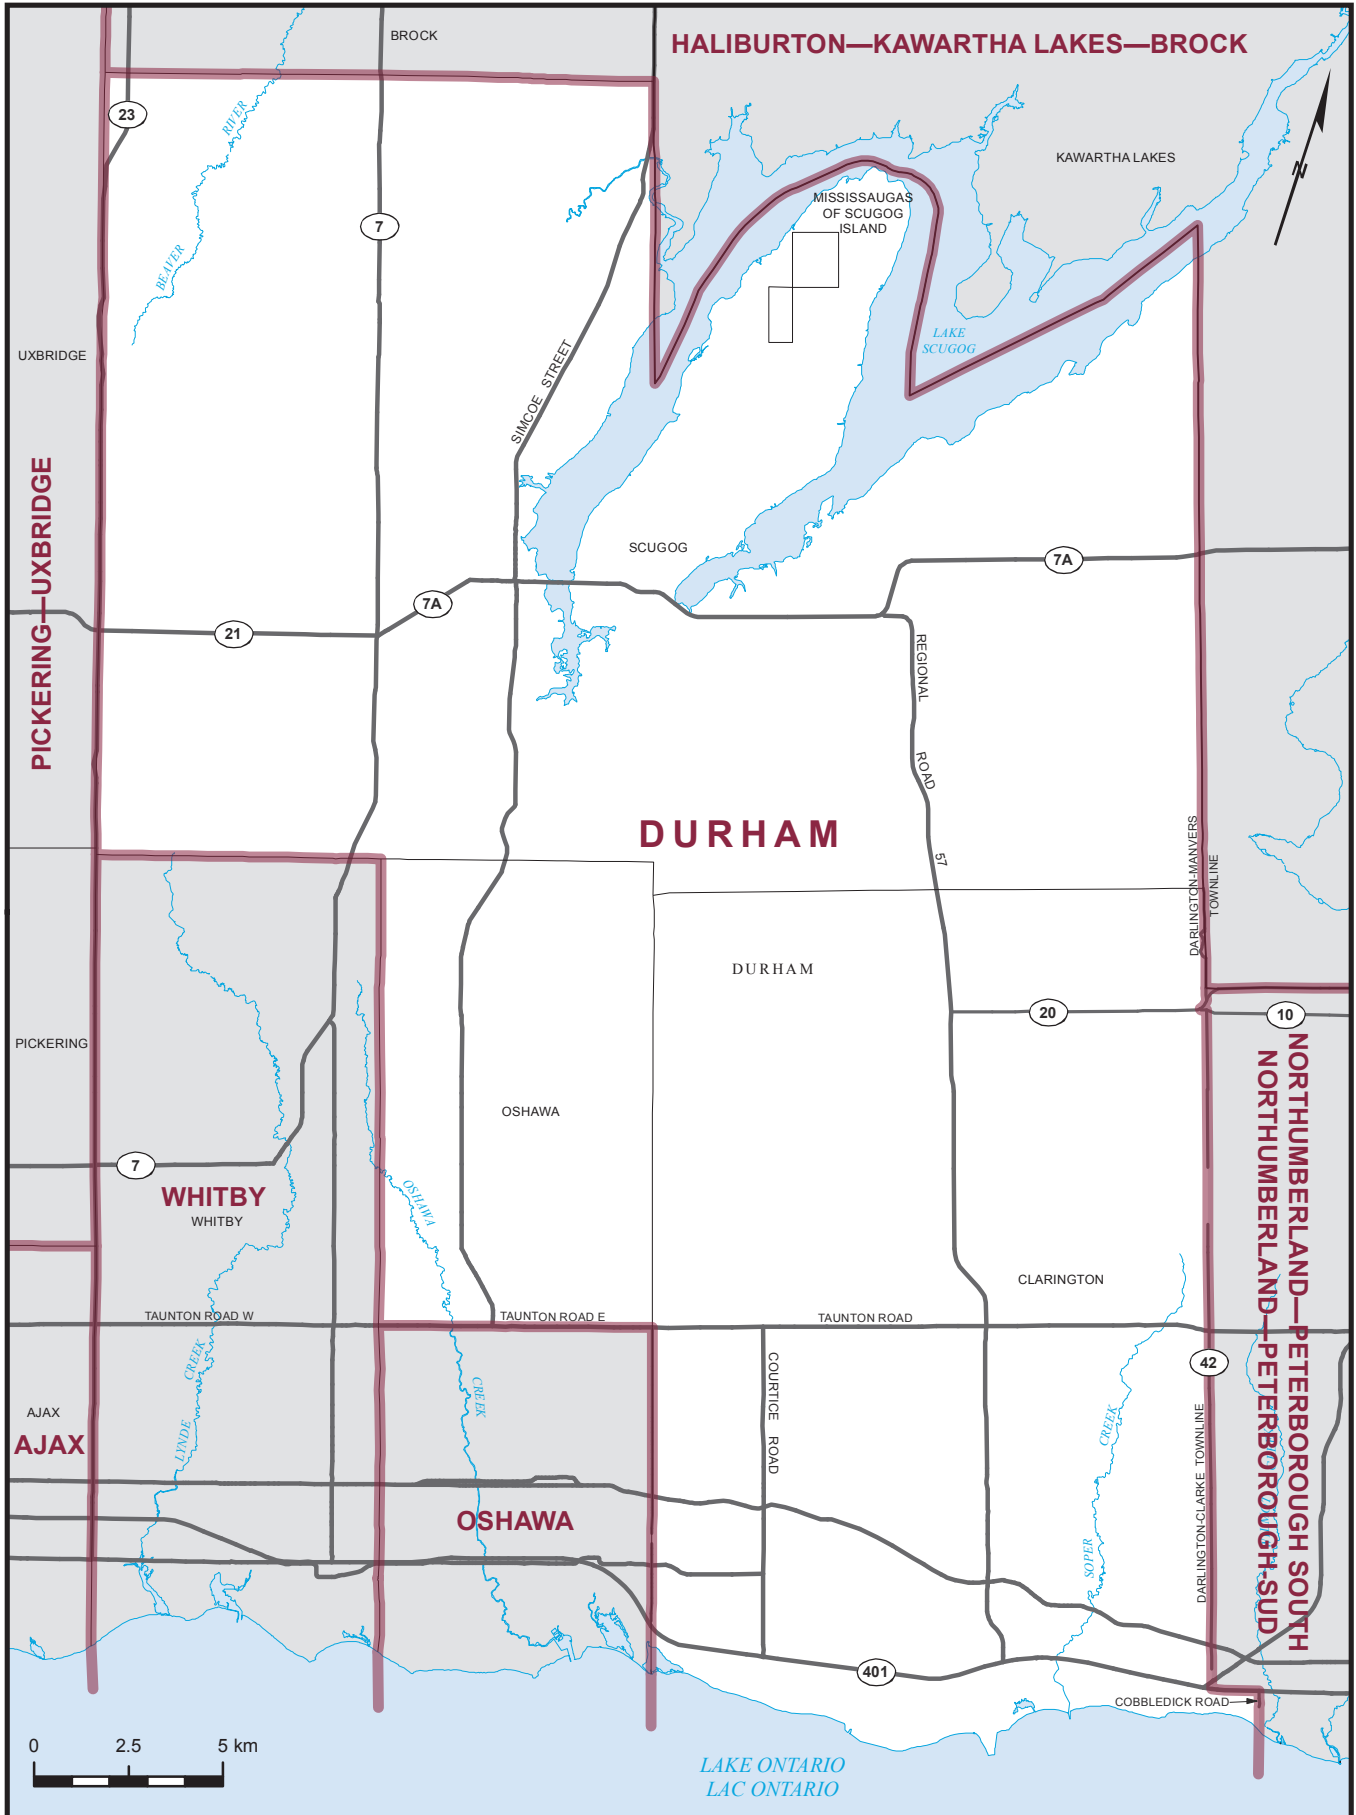 BROCK
HALIBURTON—KAWARTHA LAKES—BROCK
23
RIVER
BEAVER
7
KAWARTHA LAKES
N
MISSISSAUGAS
OF SCUGOG
ISLAND
LAKE
SCUGOG
UXBRIDGE
SIMCOE STREET
PICKERING—UXBRIDGE
SCUGOG
7A
7A
21
REGIONAL
ROAD
57
DURHAM
DARLINGTON-MANVERS
TOWNLINE
DURHAM
20
10
PICKERING
OSHAWA
7
WHITBY
WHITBY
OSHAWA
CREEK
NORTHUMBERLAND—PETERBOROUGH SOUTH
NORTHUMBERLAND—PETERBOROUGH-SUD
CLARINGTON
TAUNTON ROAD W
TAUNTON ROAD E
TAUNTON ROAD
LYNDE
CREEK
COURTICE ROAD
42
AJAX
AJAX
DARLINGTON-CLARKE TOWNLINE
SOPER
CREEK
OSHAWA
401
COBBLEDICK ROAD
0 2.5 5 km
LAKE ONTARIO
LAC ONTARIO